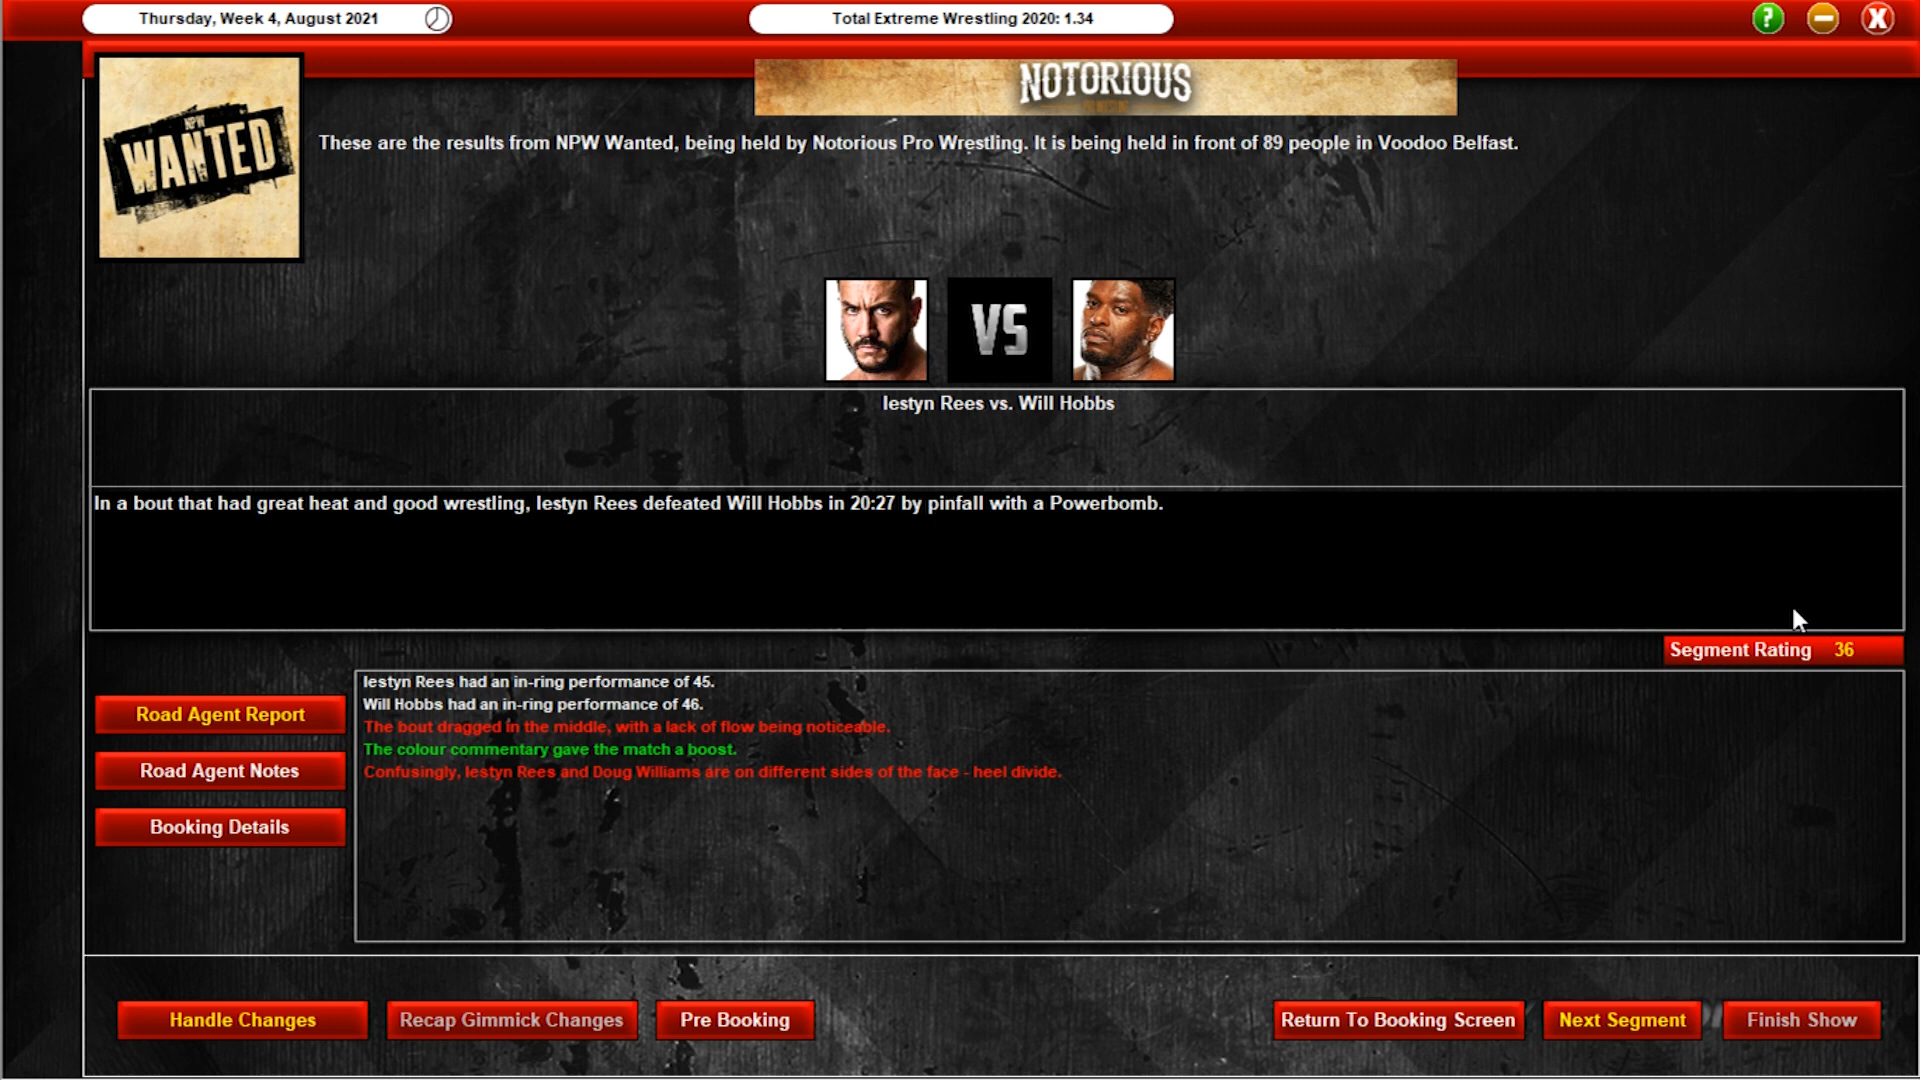 Thursday, Week 4, August 2021
Total Extreme Wrestling 2020: 1.34
NPW
WANTED
NOTORIOUS
These are the results from NPW Wanted, being held by Notorious Pro Wrestling. It is being held in front of 89 people in Voodoo Belfast.
VS
Iestyn Rees vs. Will Hobbs
In a bout that had great heat and good wrestling, Iestyn Rees defeated Will Hobbs in 20:27 by pinfall with a Powerbomb.
Segment Rating 36
Road Agent Report
Road Agent Notes
Booking Details
Iestyn Rees had an in-ring performance of 45.
Will Hobbs had an in-ring performance of 46.
The bout dragged in the middle, with a lack of flow being noticeable.
The colour commentary gave the match a boost.
Confusingly, Iestyn Rees and Doug Williams are on different sides of the face - heel divide.
Handle Changes
Recap Gimmick Changes
Pre Booking
Return To Booking Screen
Next Segment
Finish Show